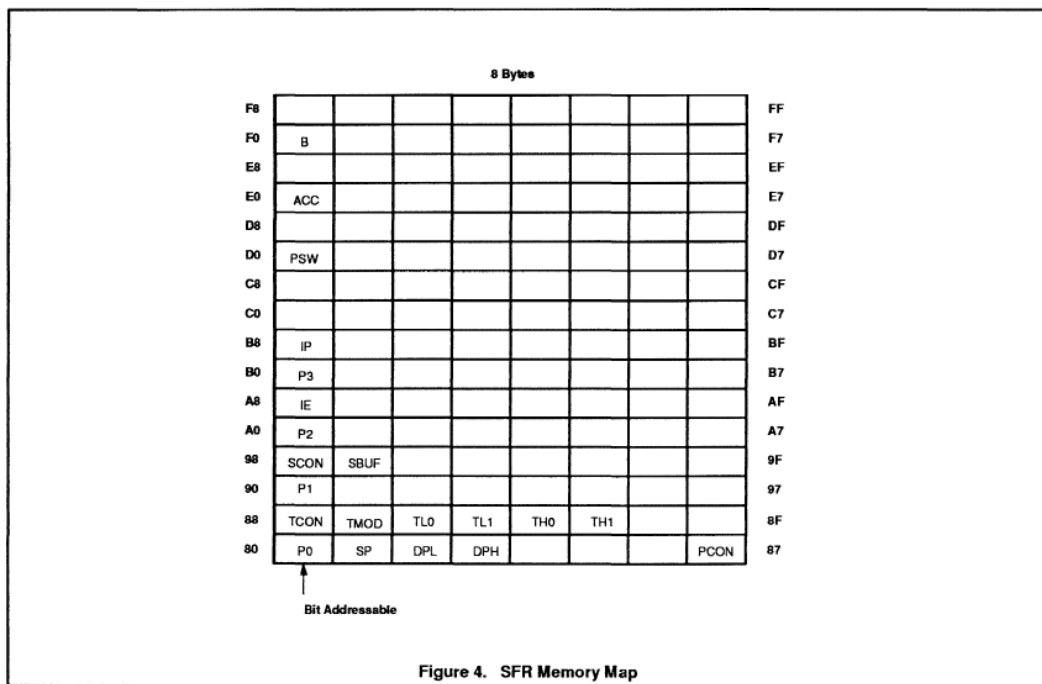 8 Bytes
F8 FF
F0 B F7
E8 EF
E0 ACC E7
D8 DF
D0 PSW D7
C8 CF
C0 C7
B8 IP BF
B0 P3 B7
A8 IE AF
A0 P2 A7
98 SCON SBUF 9F
90 P1 97
88 TCON TMOD TL0 TL1 TH0 TH1 8F
80 P0 SP DPL DPH PCON 87
Bit Addressable
Figure 4. SFR Memory Map